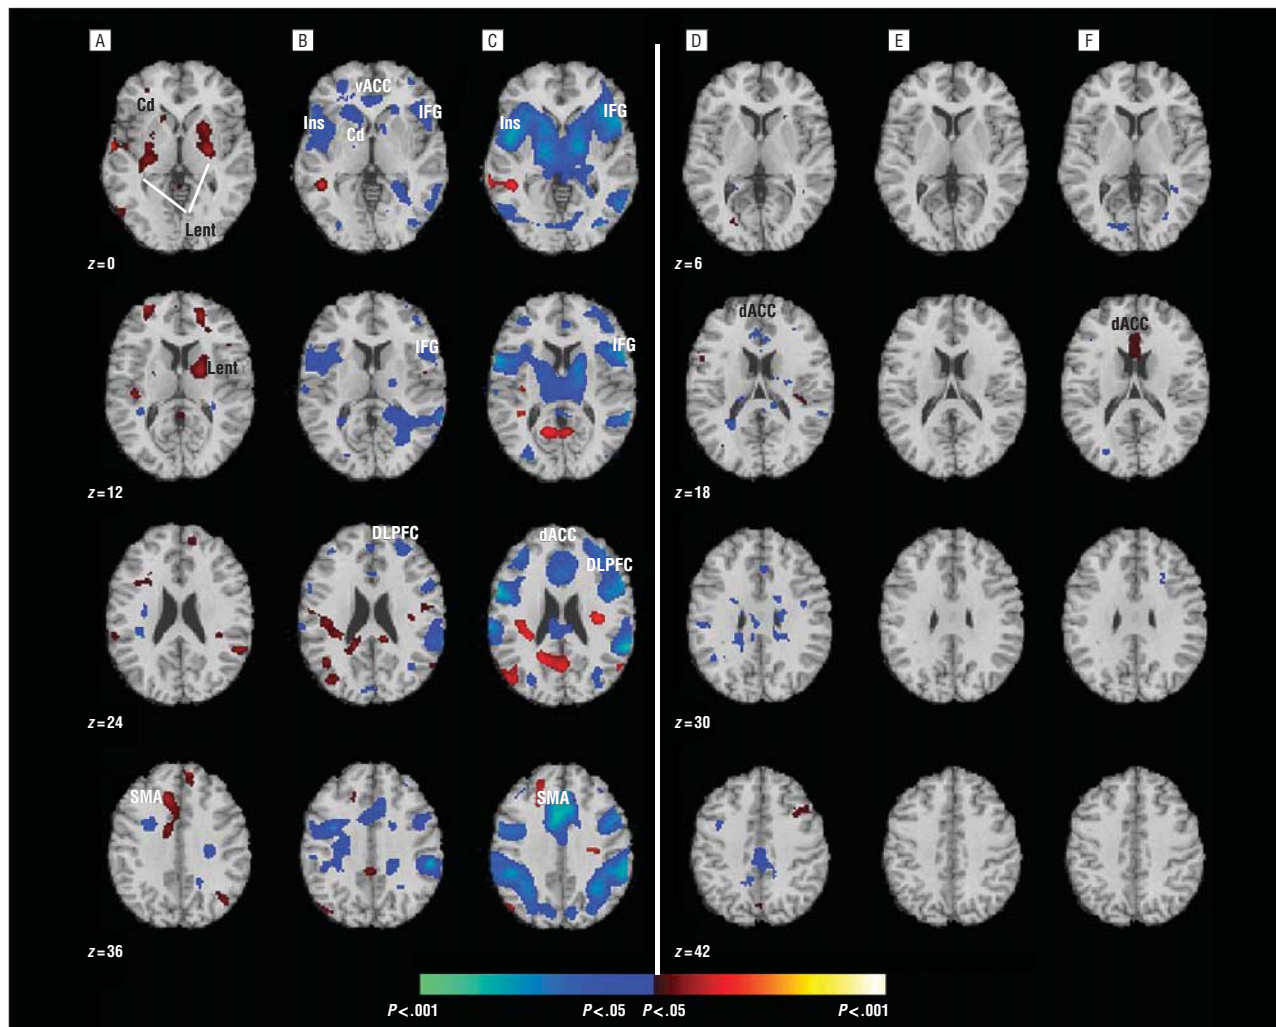 A B C D E F
Cd vACC IFG Ins Cd Ins IFG
Lent
z=0 z=6
dACC dACC
IFG IFG
Lent
z=12 z=18
DLPFC dACC
DLPFC
z=24 z=30
SMA SMA
z=36 z=42
P<.001 P<.05 P<.05 P<.001